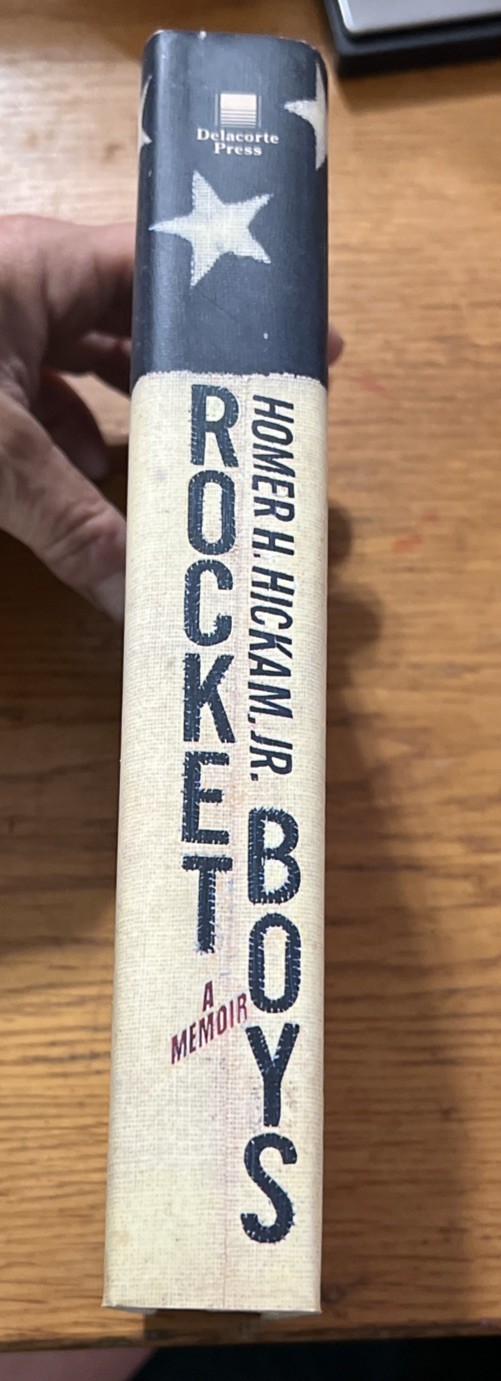 Delacorte
Press
ROCKET
HOMER H. HICKAM, JR.
BOYS
A
MEMOIR